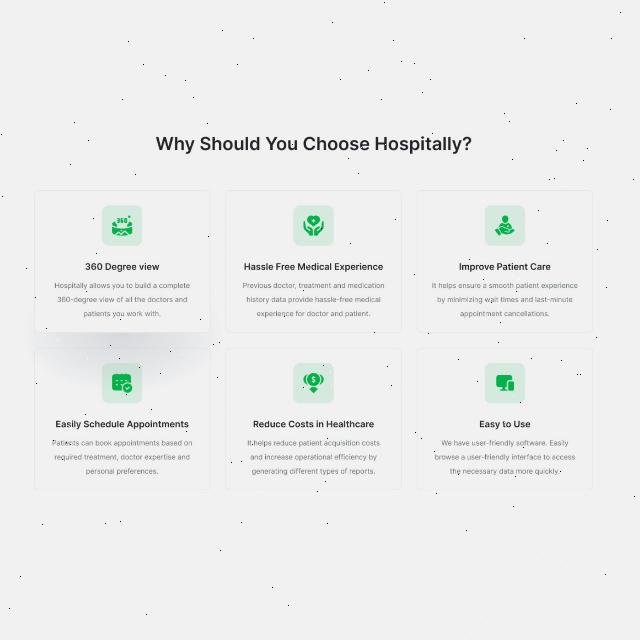 Why Should You Choose Hospitally?
360
360 Degree view
Hospitally allows you to build a complete
360-degree view of all the doctors and
patients you work with.
Hassle Free Medical Experience
Previous doctor, treatment and medication
history data provide hassle-free medical
experience for doctor and patient.
Improve Patient Care
It helps ensure a smooth patient experience
by minimizing wait times and last-minute
appointment cancellations.
Easily Schedule Appointments
Patients can book appointments based on
required treatment, doctor expertise and
personal preferences.
$
Reduce Costs in Healthcare
It helps reduce patient acquisition costs
and increase operational efficiency by
generating different types of reports.
Easy to Use
We have user-friendly software. Easily
browse a user-friendly interface to access
the necessary data more quickly.